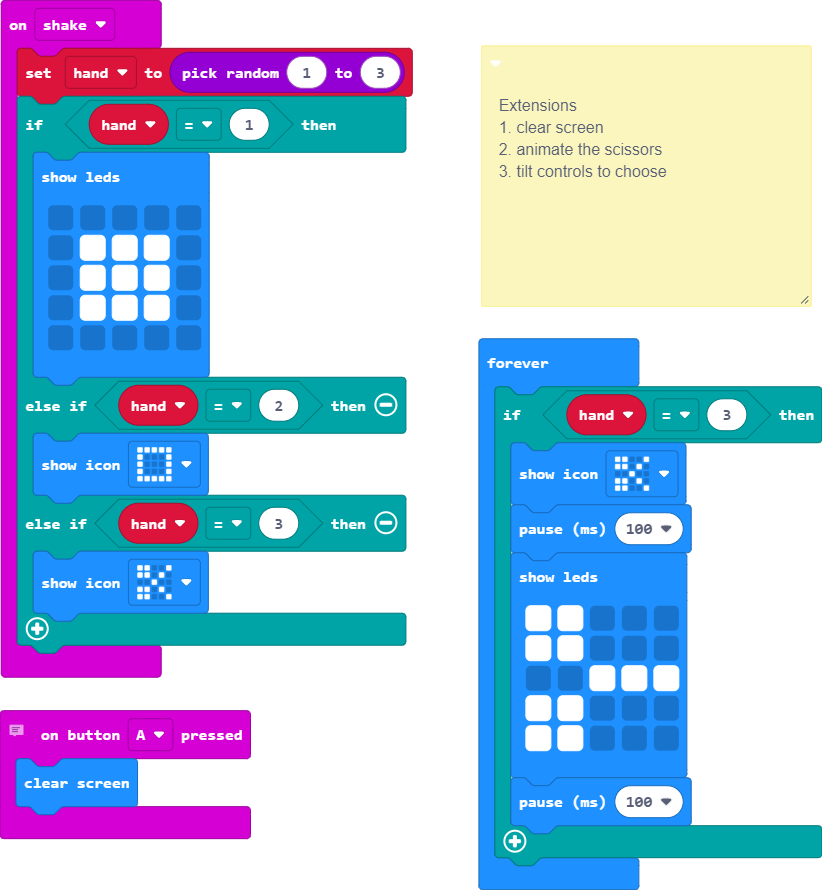 on shake
set hand to pick random 1 to 3
if hand = 1 then
show leds
else if hand = 2 then
show icon
else if hand = 3 then
show icon
on button A pressed
clear screen
Extensions
1. clear screen
2. animate the scissors
3. tilt controls to choose
forever
if hand = 3 then
show icon
pause (ms) 100
show leds
pause (ms) 100